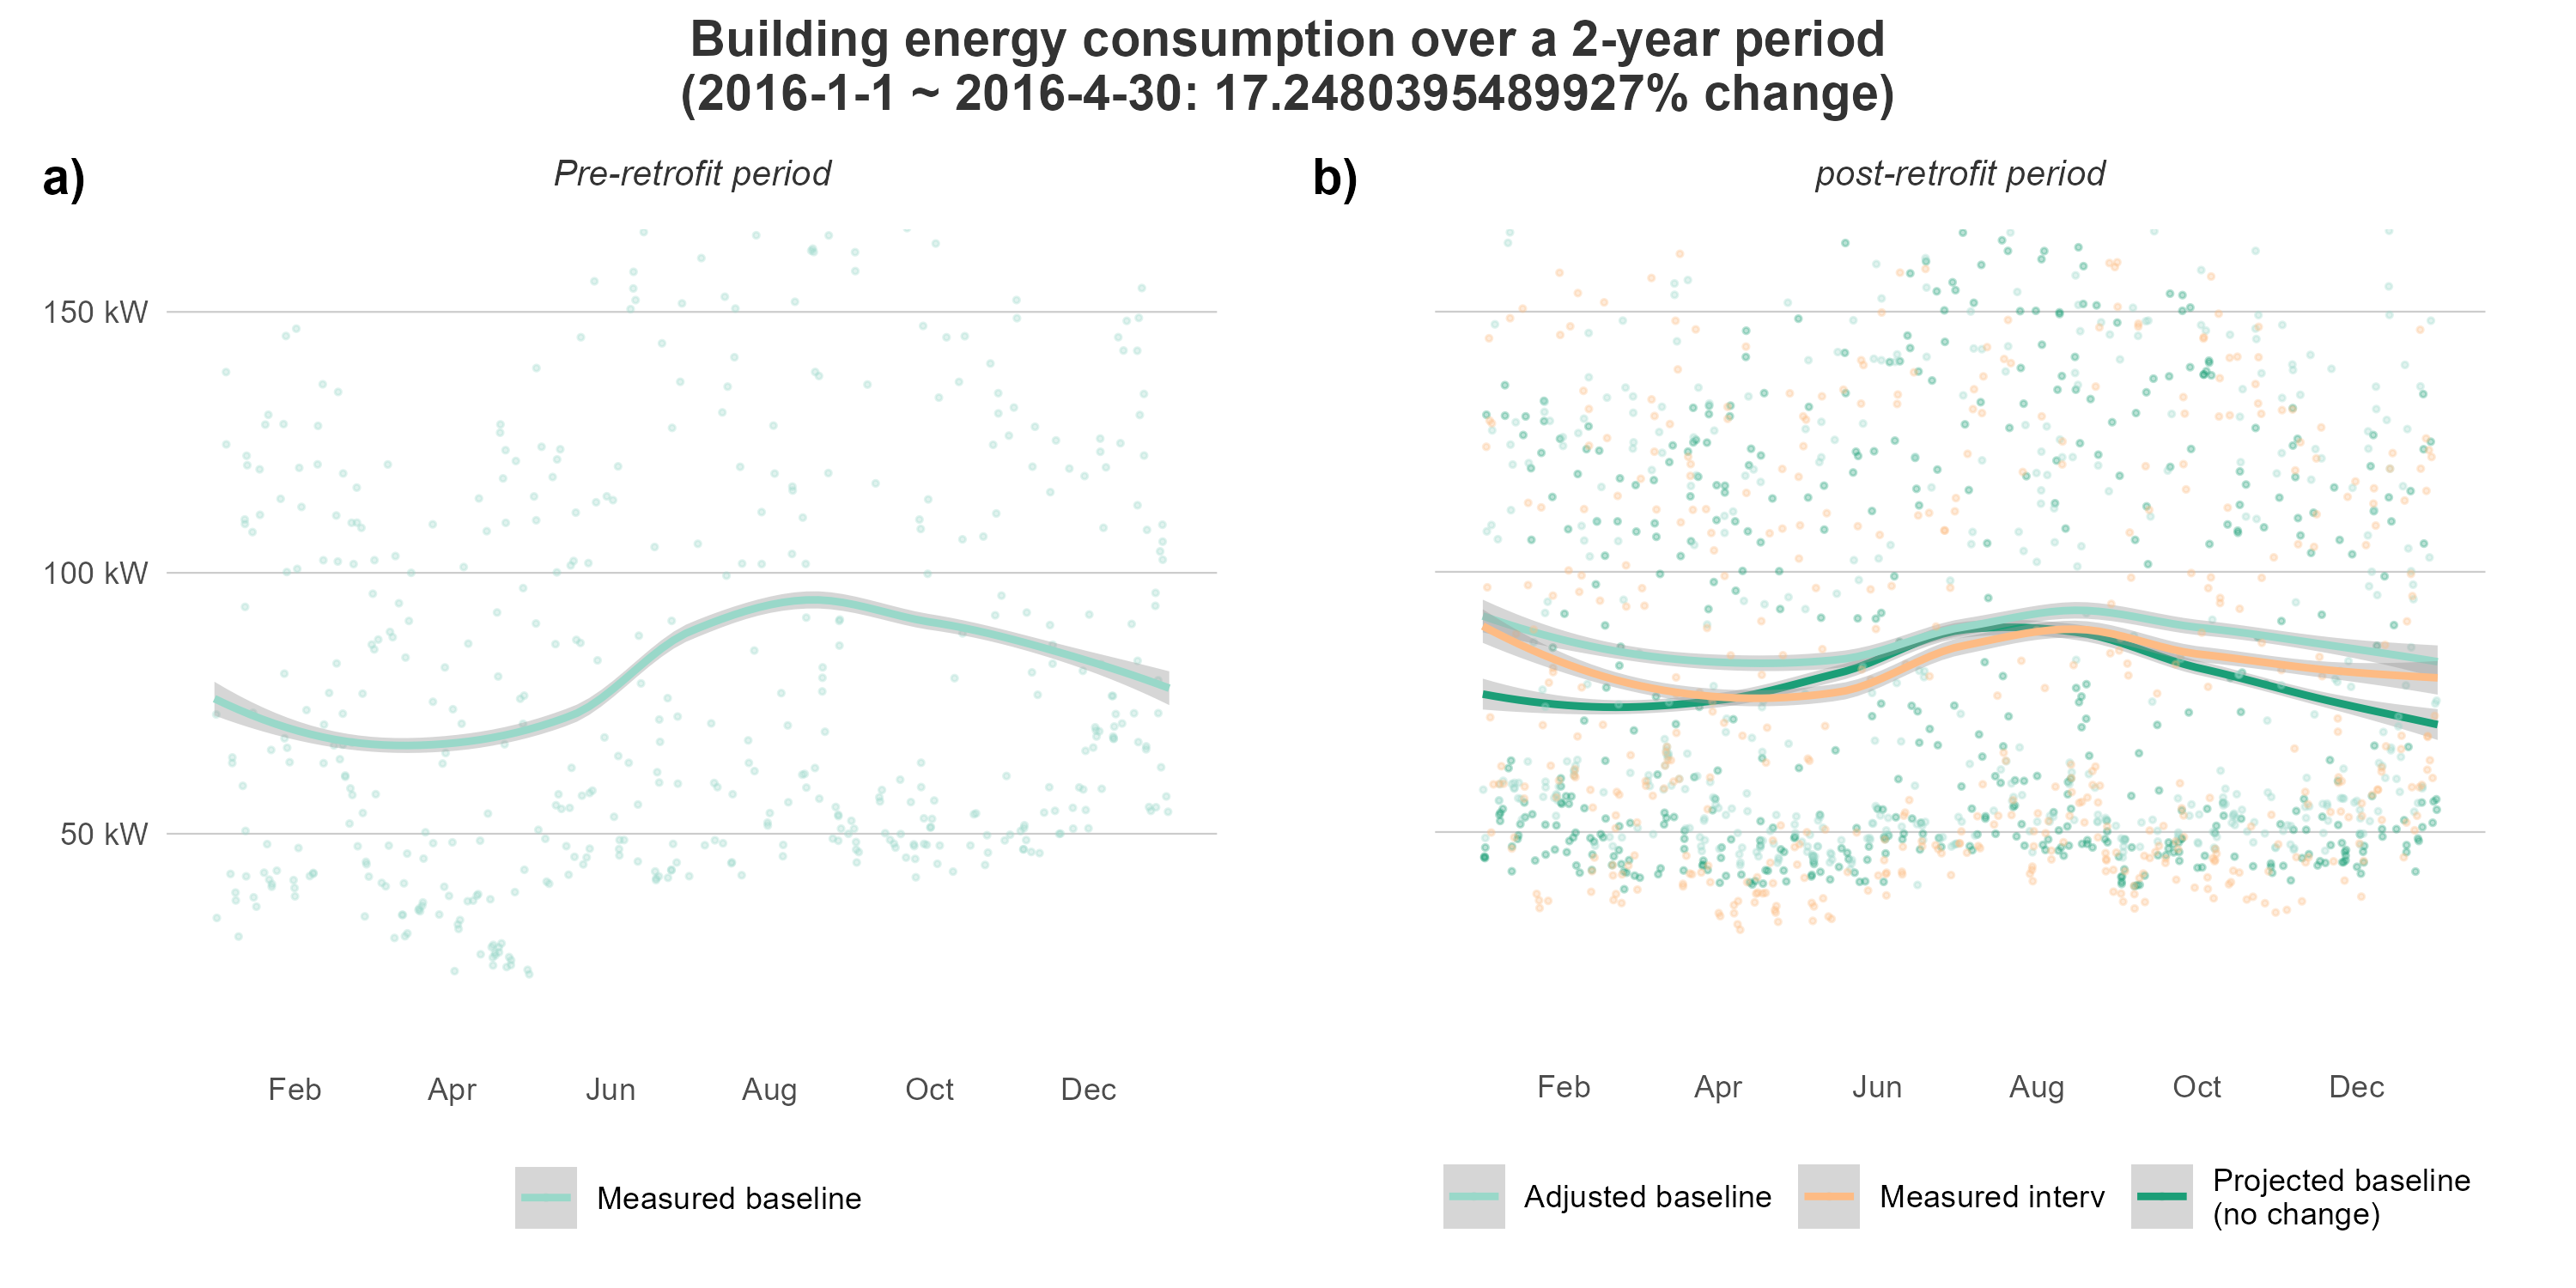 Building energy consumption over a 2-year period
(2016-1-1 ~ 2016-4-30: 17.2480395489927% change)
a)
Pre-retrofit period
150 kW
100 kW
50 kW
Feb Apr Jun Aug Oct Dec
Measured baseline
b)
post-retrofit period
Feb Apr Jun Aug Oct Dec
Adjusted baseline
Measured interv
Projected baseline
(no change)